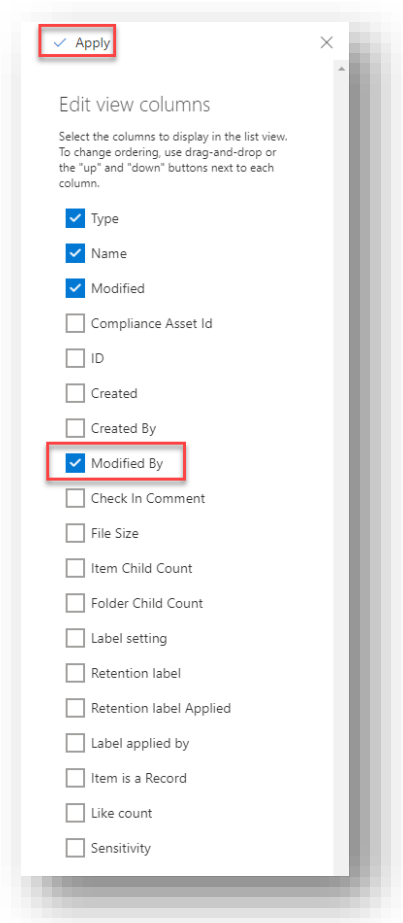 Apply
Edit view columns
Select the columns to display in the list view.
To change ordering, use drag-and-drop or
the "up" and "down" buttons next to each
column.
Type
Name
Modified
Compliance Asset Id
ID
Created
Created By
Modified By
Check In Comment
File Size
Item Child Count
Folder Child Count
Label setting
Retention label
Retention label Applied
Label applied by
Item is a Record
Like count
Sensitivity